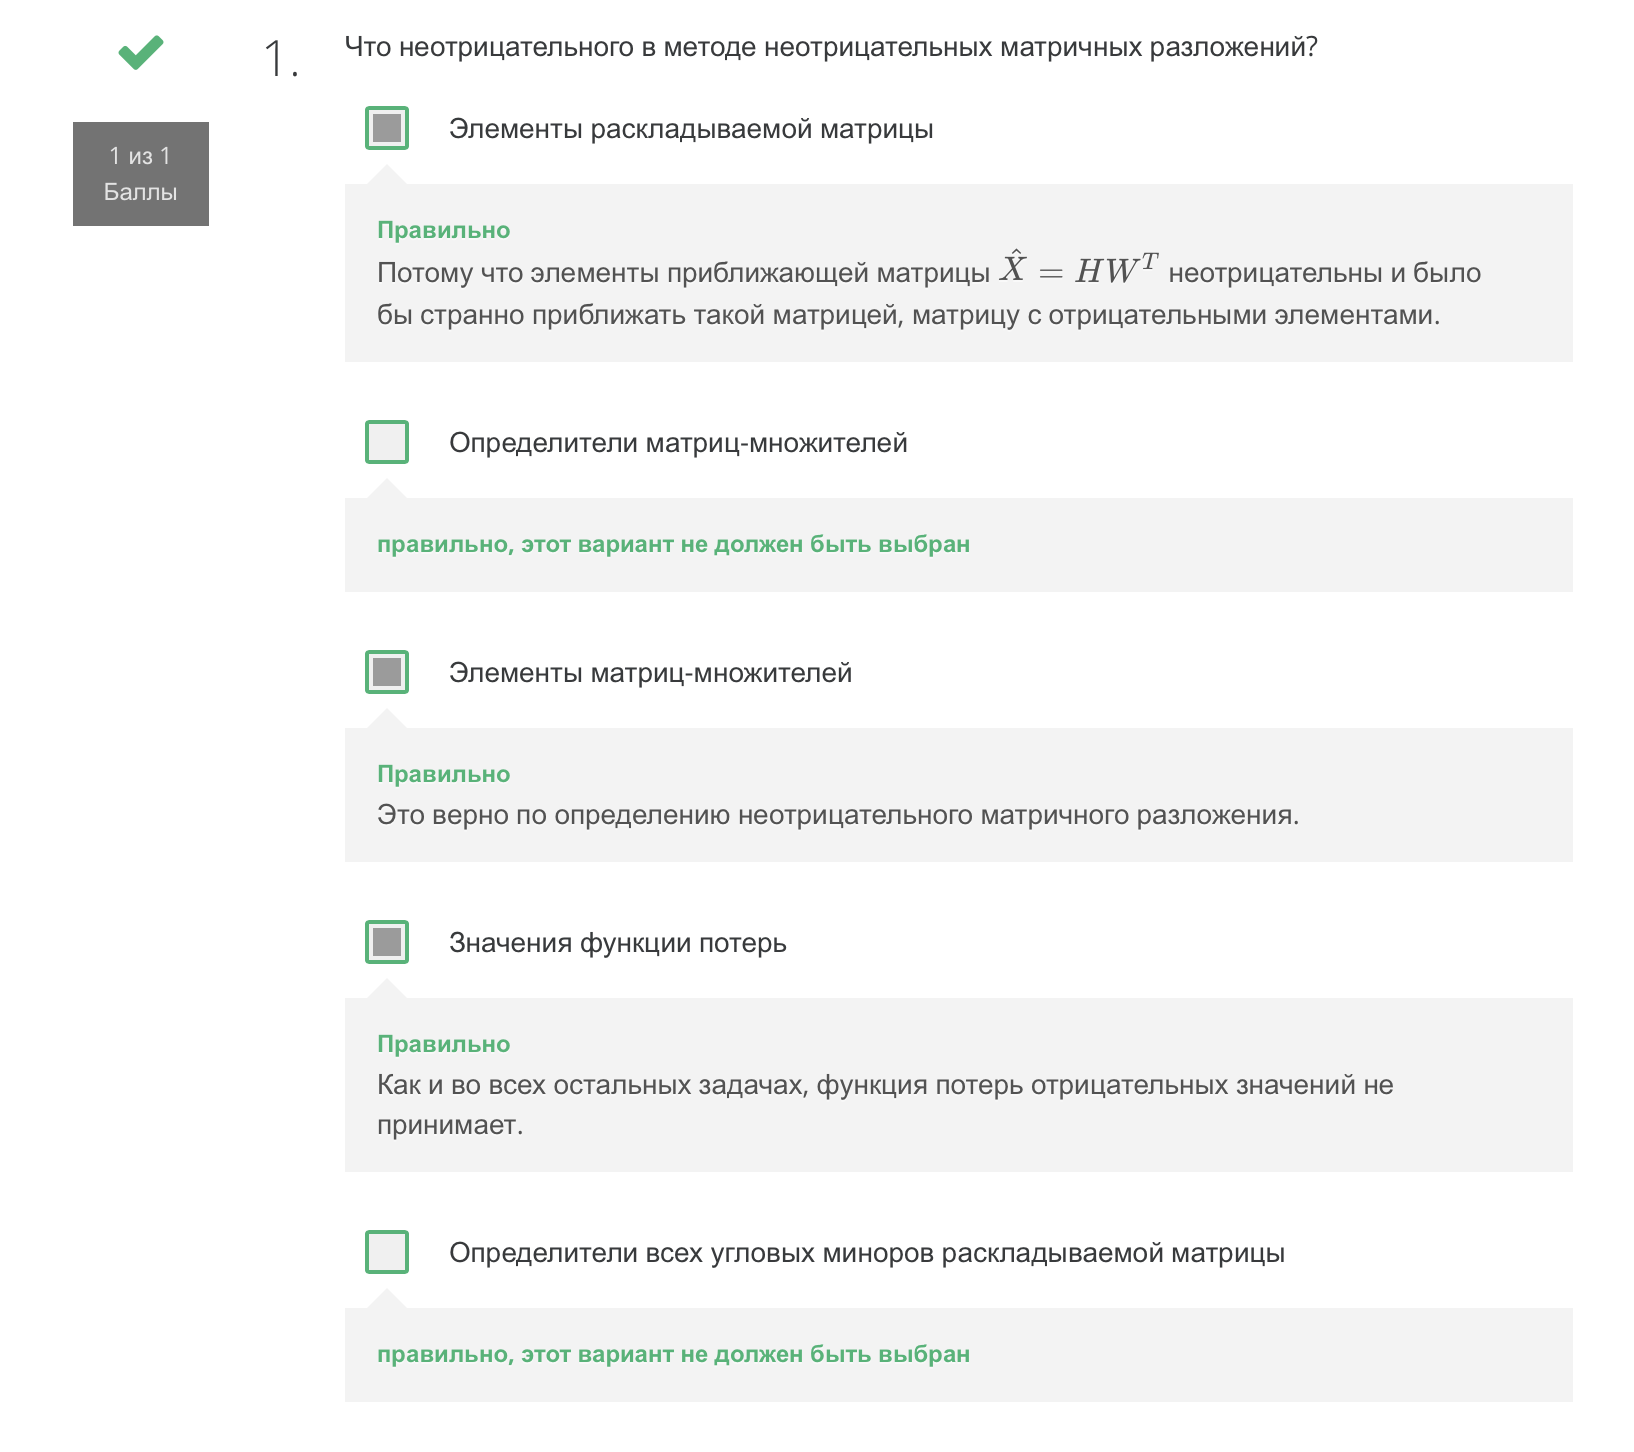 1 из 1
Баллы
1.
Что неотрицательного в методе неотрицательных матричных разложений?
Элементы раскладываемой матрицы
Правильно
Потому что элементы приближающей матрицы X̂ = HWᵀ неотрицательны и было
бы странно приближать такой матрицей, матрицу с отрицательными элементами.
Определители матриц-множителей
правильно, этот вариант не должен быть выбран
Элементы матриц-множителей
Правильно
Это верно по определению неотрицательного матричного разложения.
Значения функции потерь
Правильно
Как и во всех остальных задачах, функция потерь отрицательных значений не
принимает.
Определители всех угловых миноров раскладываемой матрицы
правильно, этот вариант не должен быть выбран